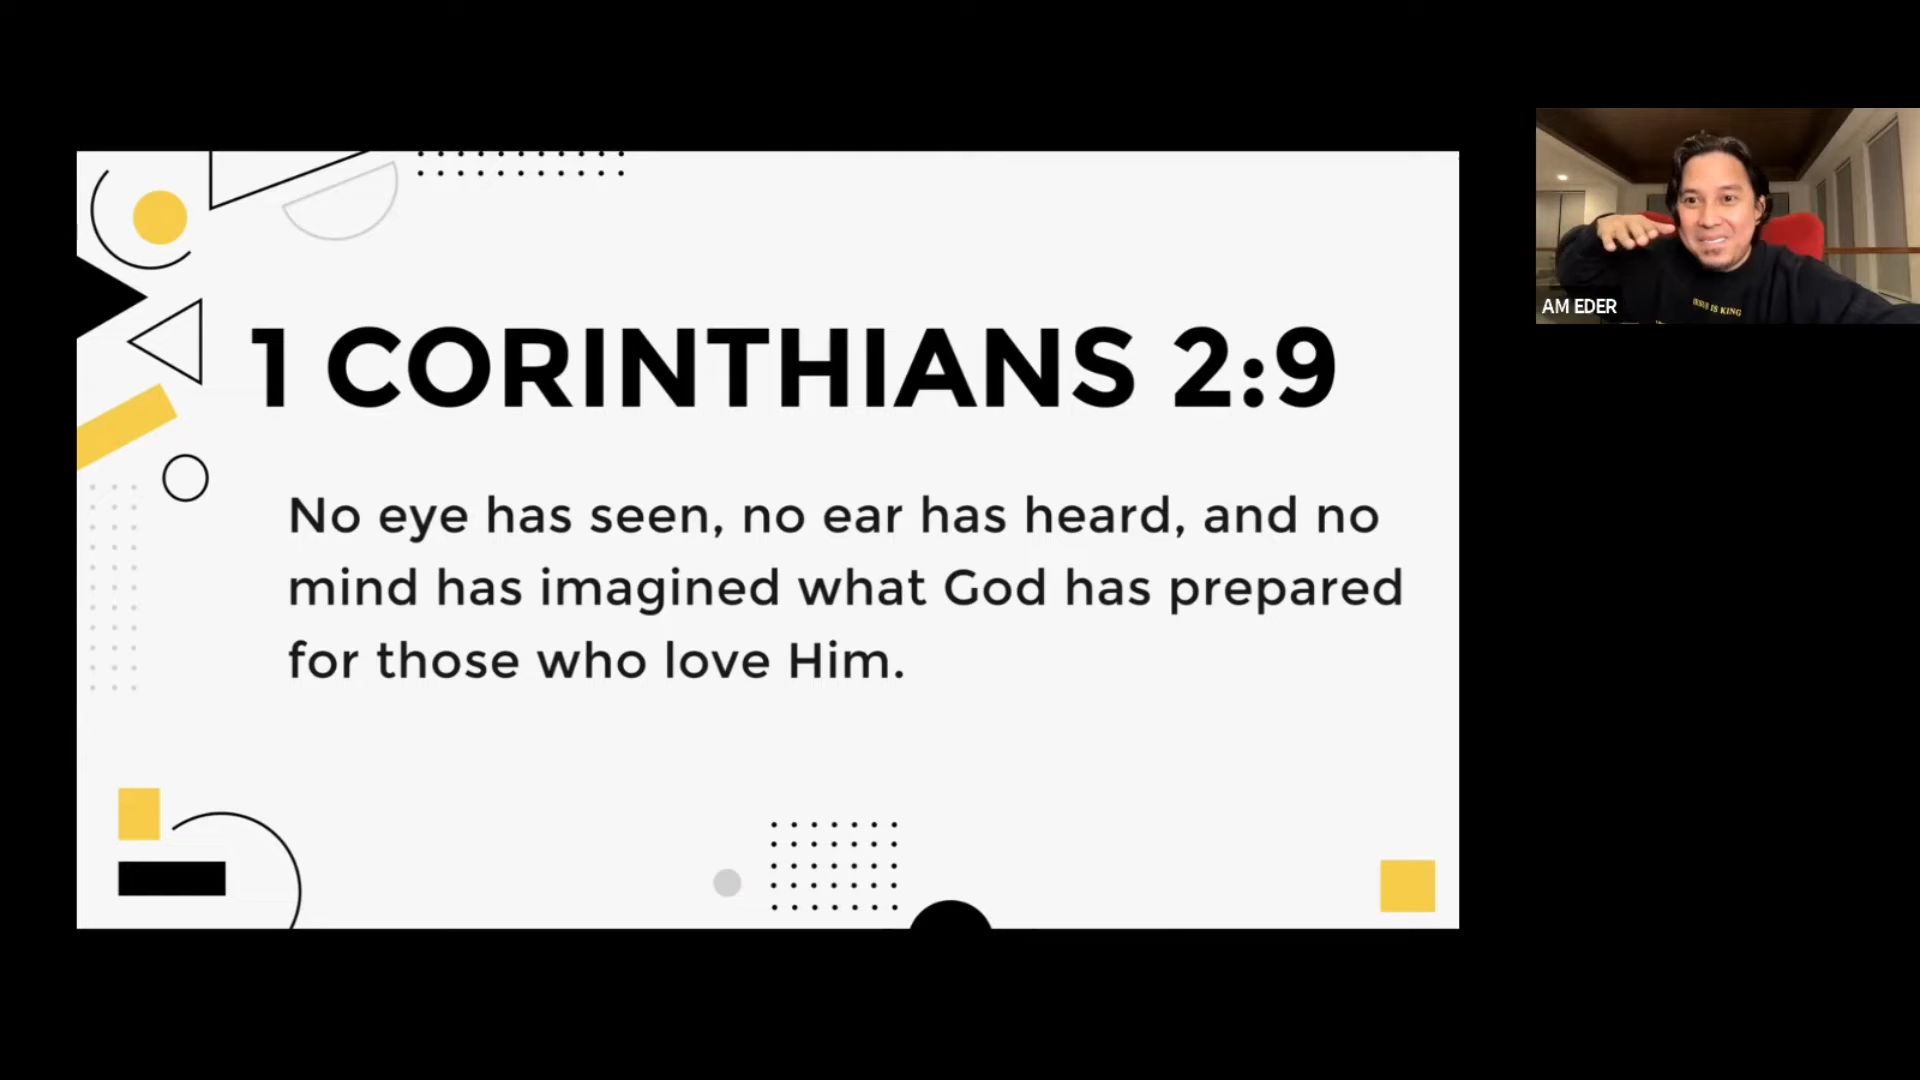 1 CORINTHIANS 2:9
No eye has seen, no ear has heard, and no
mind has imagined what God has prepared
for those who love Him.
AM EDER
JESUS IS KING